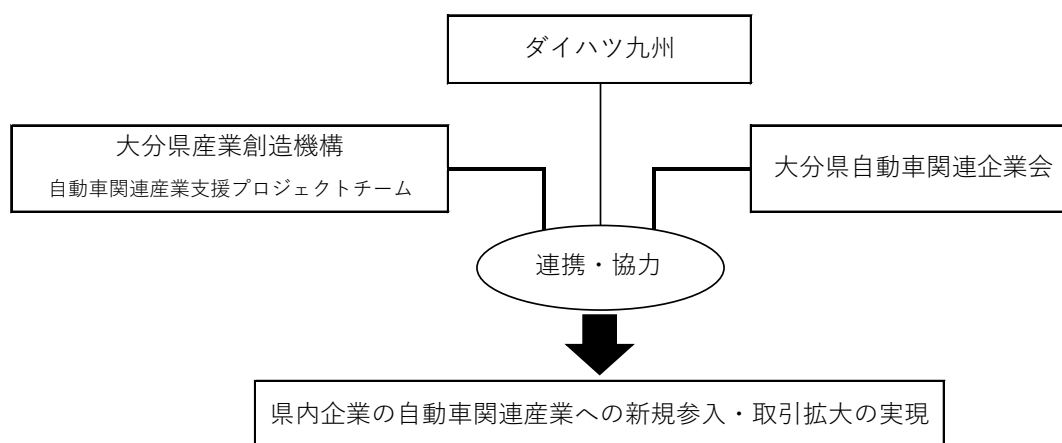 ダイハツ九州
大分県産業創造機構
自動車関連産業支援プロジェクトチーム
大分県自動車関連企業会
連携・協力
県内企業の自動車関連産業への新規参入・取引拡大の実現